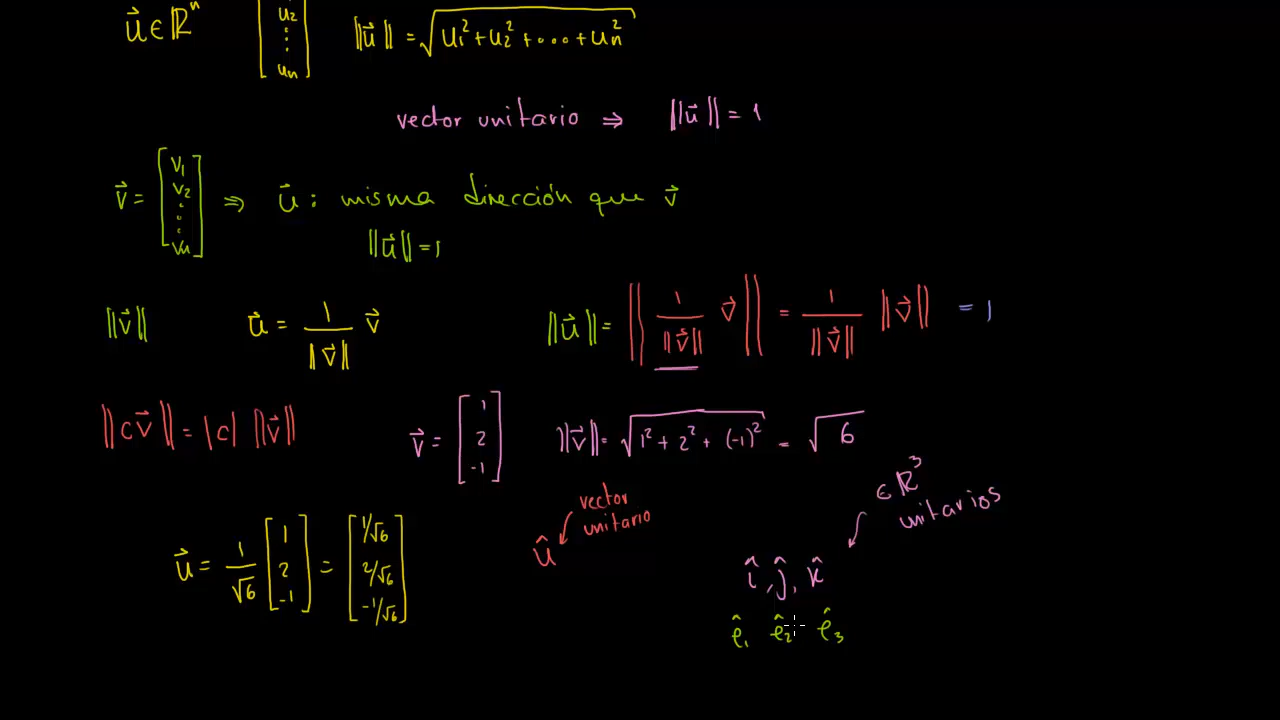 u⃗ ∈ ℝⁿ [u2 ⋮ un] ||u⃗|| = √(u1² + u2² + ... + un²)
vector unitario ⇒ ||u⃗|| = 1
v⃗ = [v1 v2 ⋮ vn] ⇒ u⃗ : misma dirección que v⃗
||u⃗|| = 1
||v⃗|| u⃗ = 1/||v⃗|| v⃗ ||u⃗|| = || 1/||v⃗|| v⃗ || = 1/||v⃗|| ||v⃗|| = 1
||cv⃗|| = |c| ||v⃗|| v⃗ = [1 2 -1] ||v⃗|| = √(1² + 2² + (-1)²) = √6
∈ ℝ³
unitarios
vector
unitario
û
u⃗ = 1/√6 [1 2 -1] = [1/√6 2/√6 -1/√6]
î, ĵ, k̂
ê1 ê2 ê3